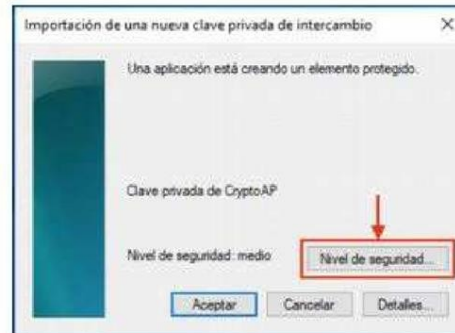 Importación de una nueva clave privada de intercambio
Una aplicación está creando un elemento protegido.
Clave privada de CryptoAP
Nivel de seguridad: medio
Nivel de seguridad...
Aceptar
Cancelar
Detalles...